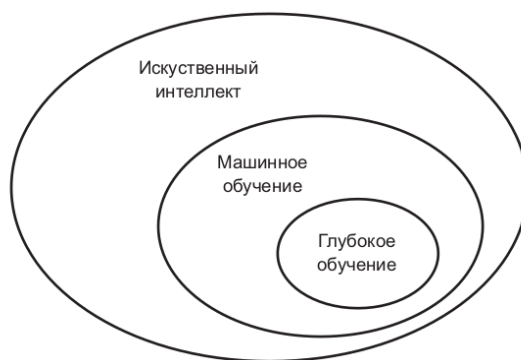 Искуственный
интеллект
Машинное
обучение
Глубокое
обучение